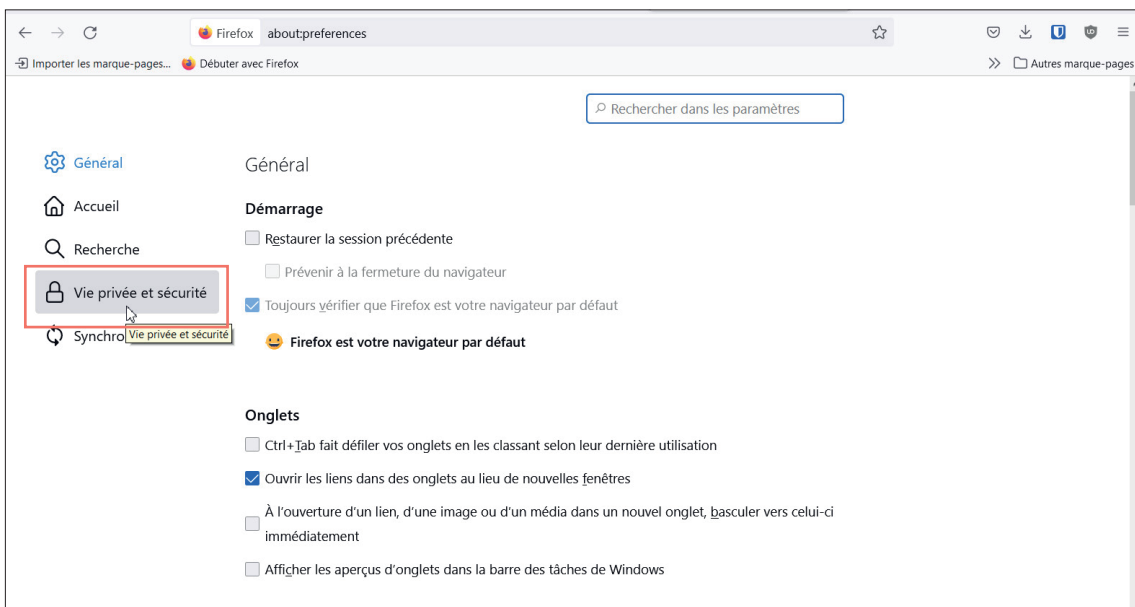 Firefox about:preferences
Importer les marque-pages... Débuter avec Firefox Autres marque-pages
Rechercher dans les paramètres
Général
Accueil
Recherche
Vie privée et sécurité
Synchro
Vie privée et sécurité
Général
Démarrage
Restaurer la session précédente
Prévenir à la fermeture du navigateur
Toujours vérifier que Firefox est votre navigateur par défaut
Firefox est votre navigateur par défaut
Onglets
Ctrl+Tab fait défiler vos onglets en les classant selon leur dernière utilisation
Ouvrir les liens dans des onglets au lieu de nouvelles fenêtres
À l’ouverture d’un lien, d’une image ou d’un média dans un nouvel onglet, basculer vers celui-ci
immédiatement
Afficher les aperçus d’onglets dans la barre des tâches de Windows